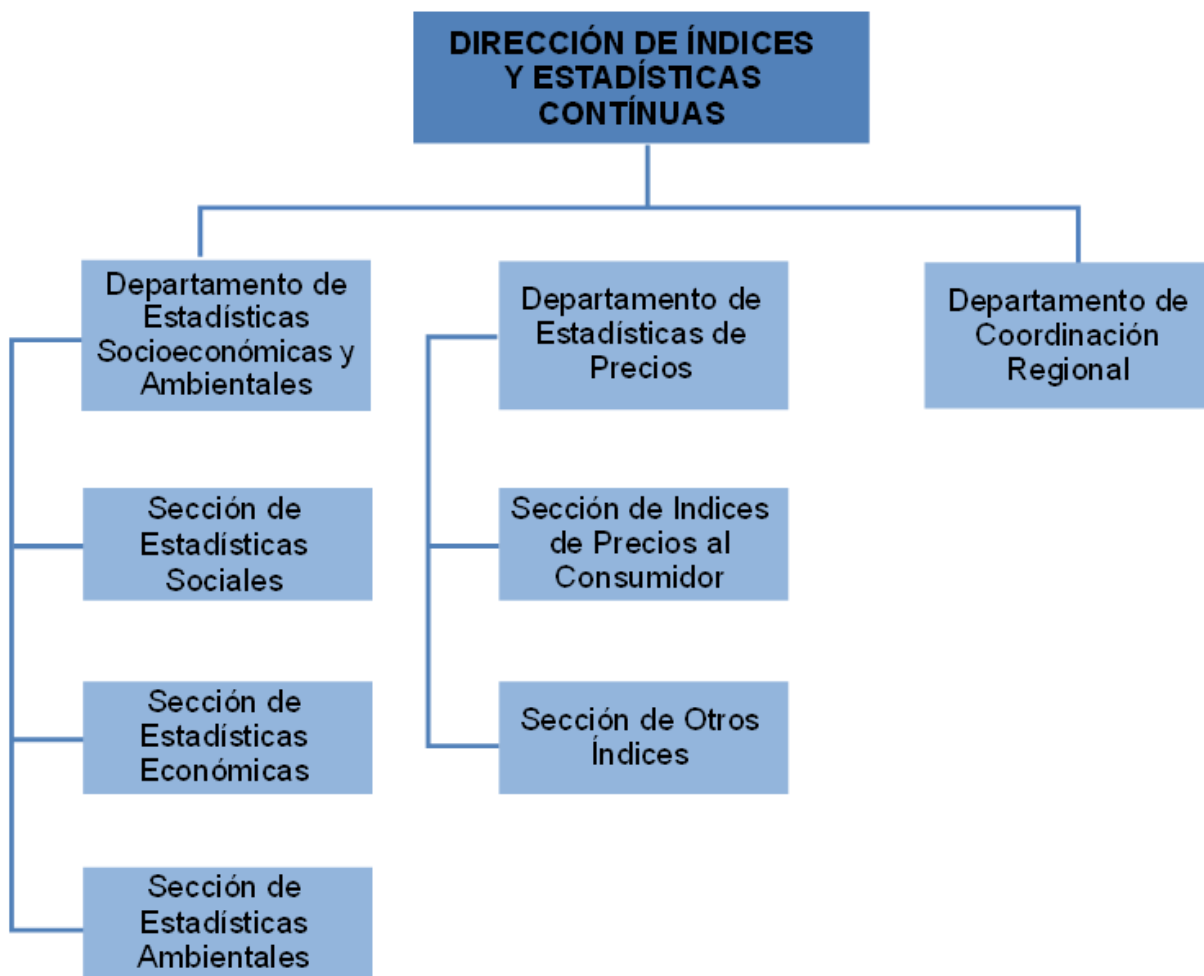 DIRECCIÓN DE ÍNDICES
Y ESTADÍSTICAS
CONTÍNUAS
Departamento de
Estadísticas
Socioeconómicas y
Ambientales
Sección de
Estadísticas
Sociales
Sección de
Estadísticas
Económicas
Sección de
Estadísticas
Ambientales
Departamento de
Estadísticas de
Precios
Sección de Indices
de Precios al
Consumidor
Sección de Otros
Índices
Departamento de
Coordinación
Regional